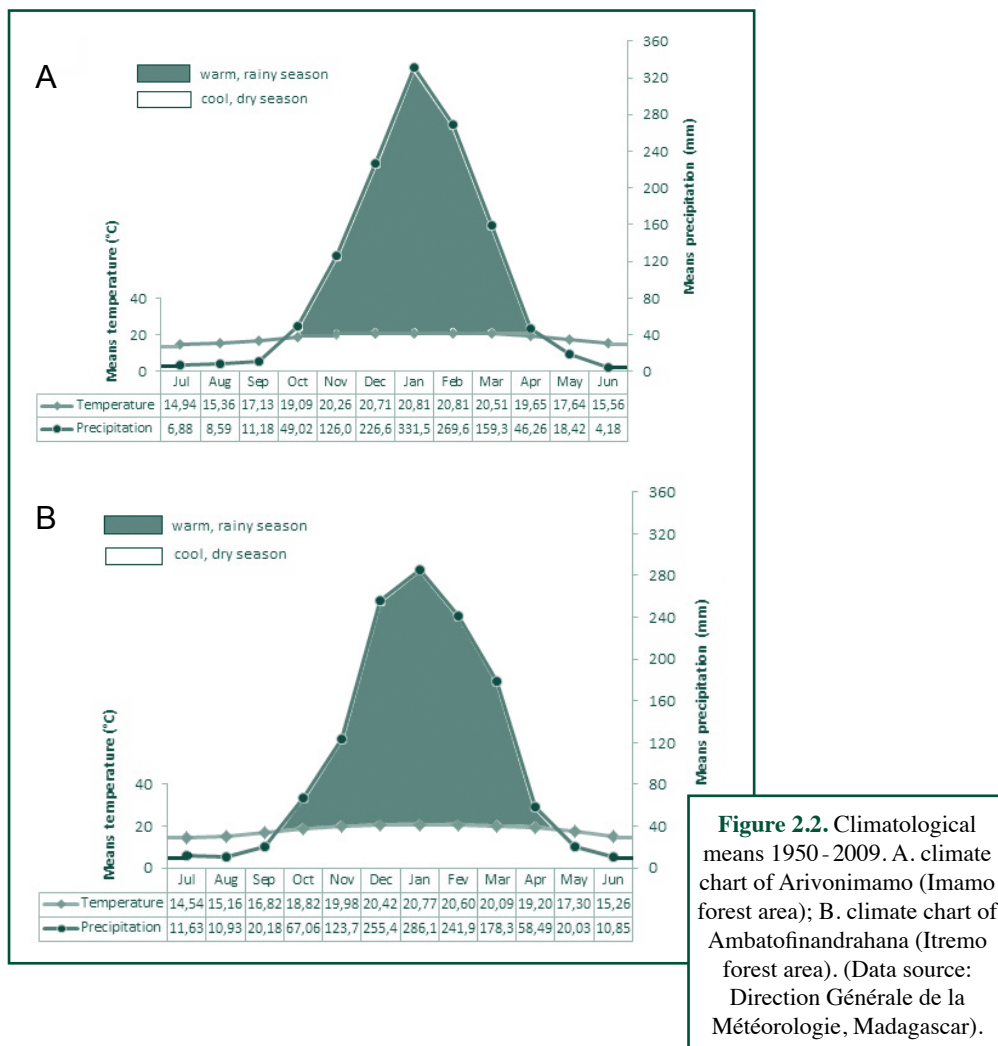 A
warm, rainy season
cool, dry season
Means temperature (°C)
40
20
0
360
320
280
240
200
160
120
80
40
0
Means precipitation (mm)
Jul Aug Sep Oct Nov Dec Jan Feb Mar Apr May Jun
Temperature 14,94 15,36 17,13 19,09 20,26 20,71 20,81 20,81 20,51 19,65 17,64 15,56
Precipitation 6,88 8,59 11,18 49,02 126,0 226,6 331,5 269,6 159,3 46,26 18,42 4,18
B
warm, rainy season
cool, dry season
Means temperature (°C)
40
20
0
360
320
280
240
200
160
120
80
40
0
Means precipitation (mm)
Jul Aug Sep Oct Nov Dec Jan Fev Mar Apr May Jun
Temperature 14,54 15,16 16,82 18,82 19,98 20,42 20,77 20,60 20,09 19,20 17,30 15,26
Precipitation 11,63 10,93 20,18 67,06 123,7 255,4 286,1 241,9 178,3 58,49 20,03 10,85
Figure 2.2. Climatological
means 1950 - 2009. A. climate
chart of Arivonimamo (Imamo
forest area); B. climate chart of
Ambatofinandrahana (Itremo
forest area). (Data source:
Direction Générale de la
Météorologie, Madagascar).